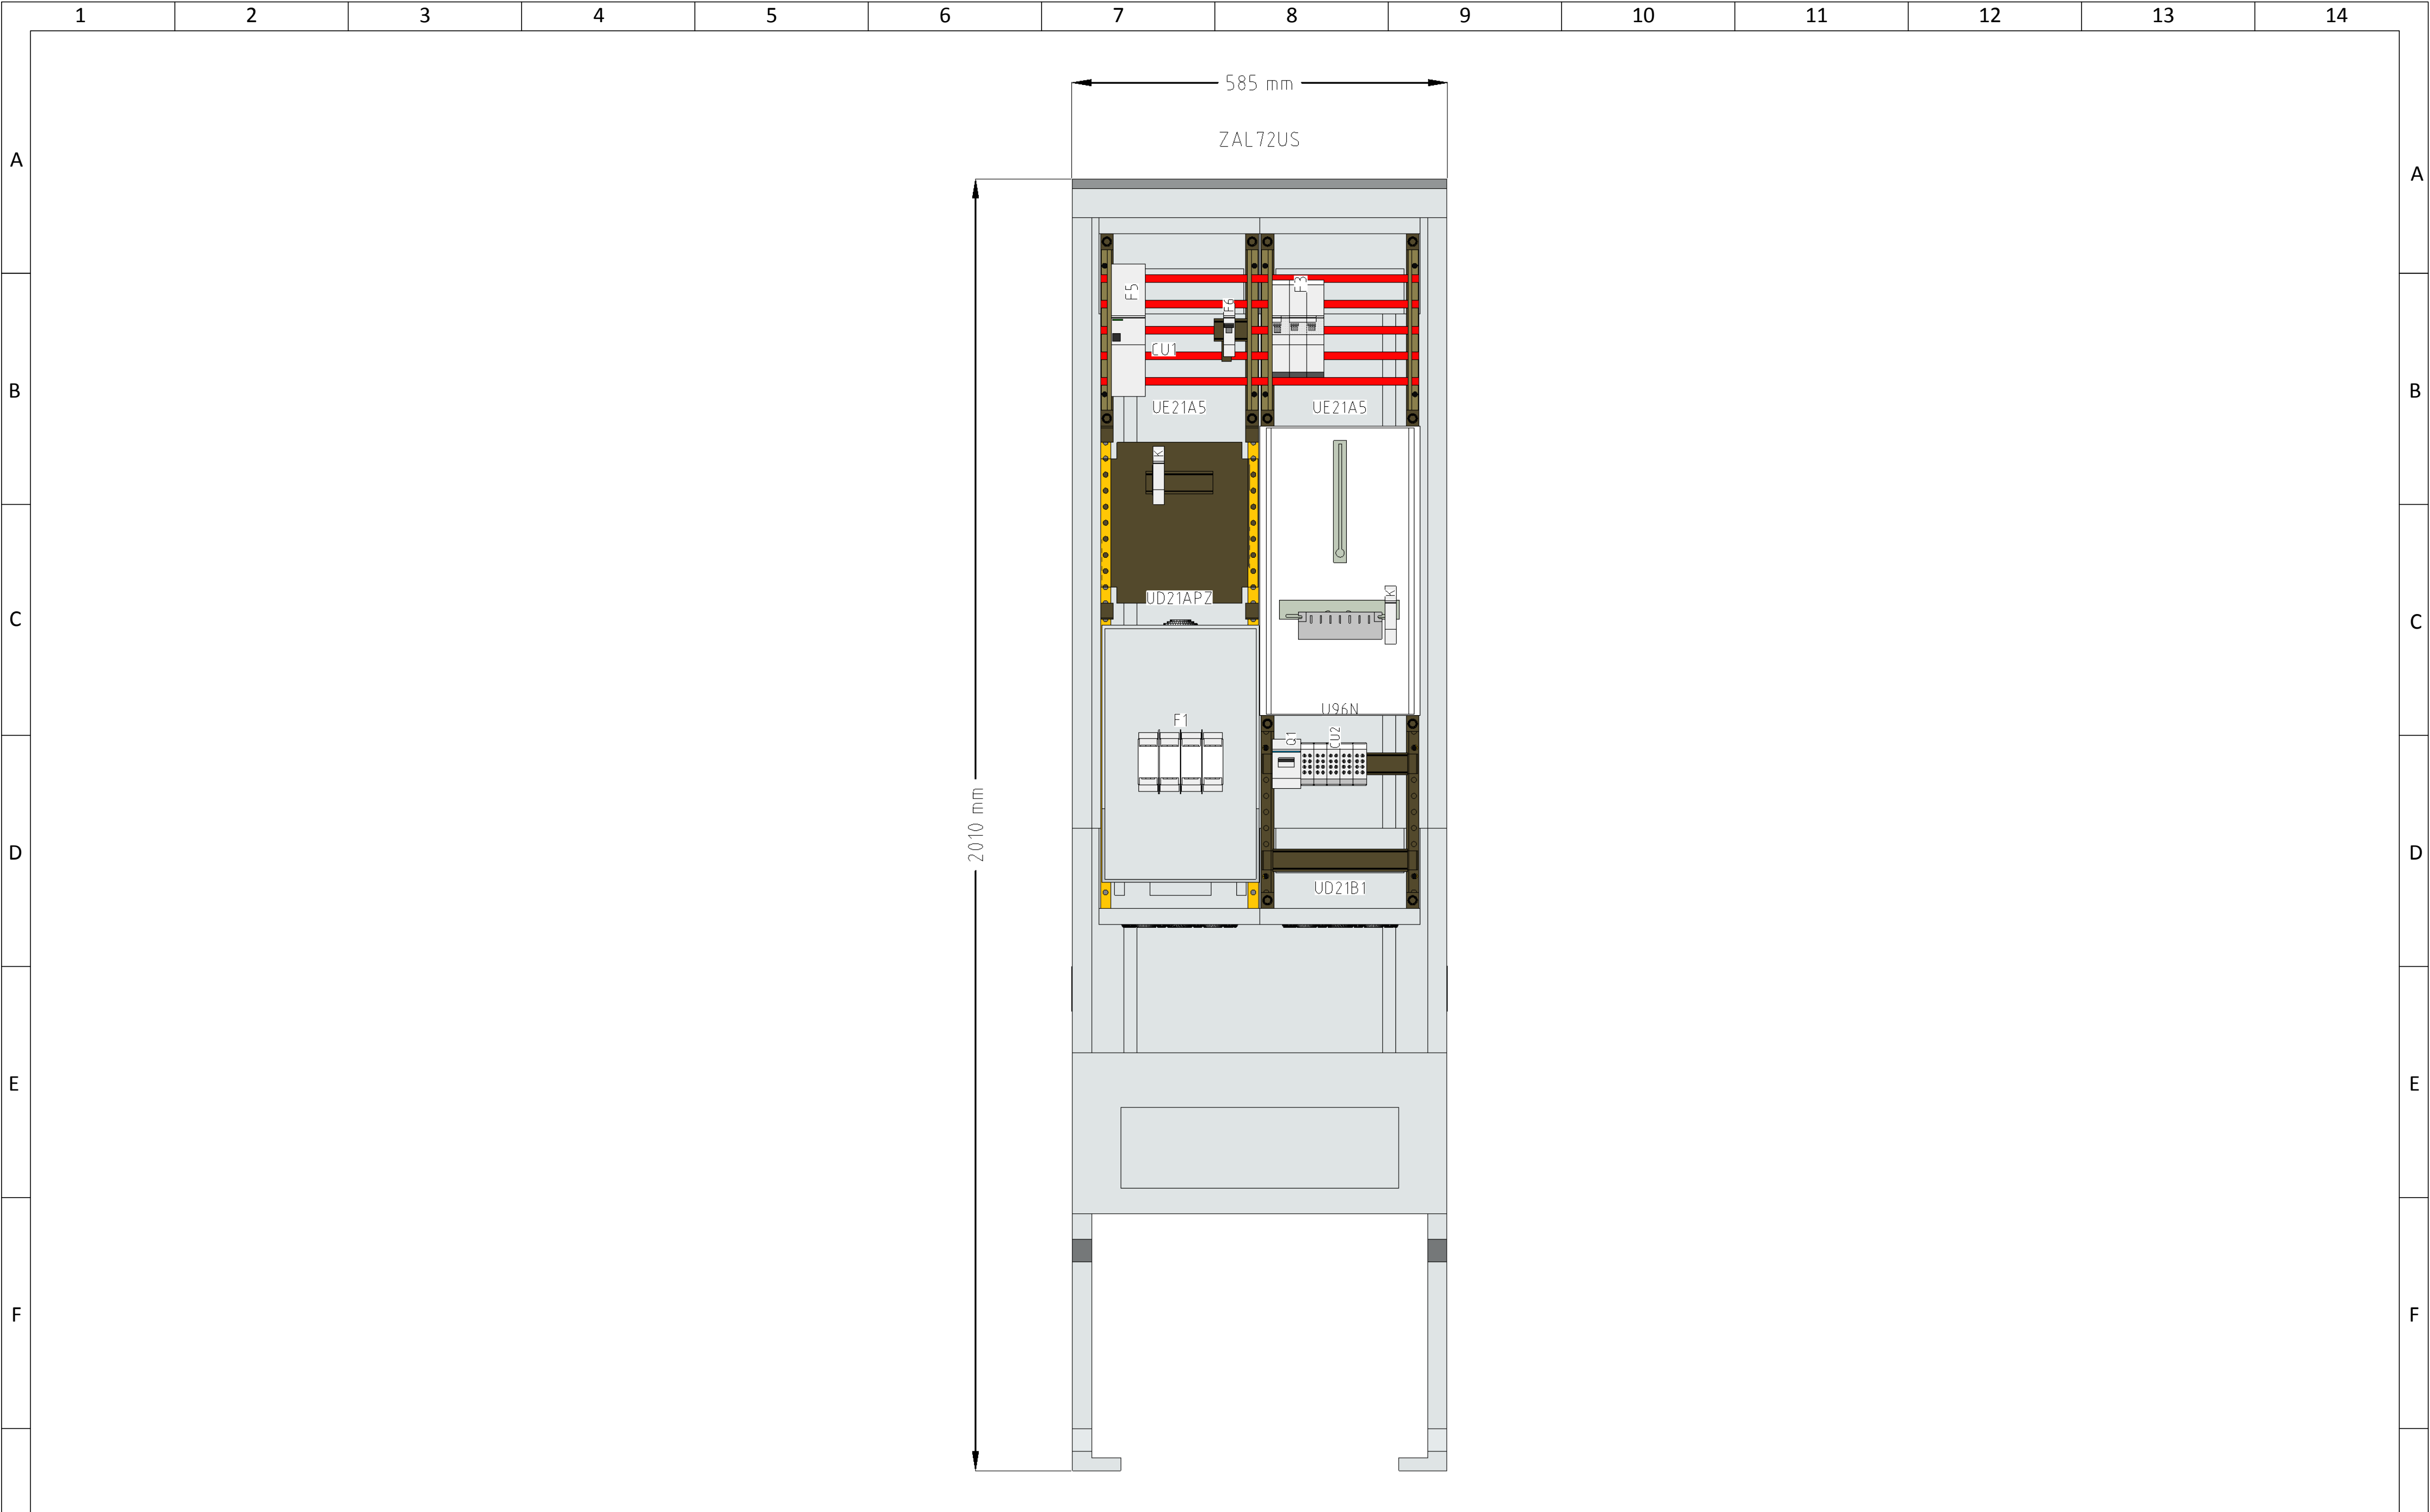 1 2 3 4 5 6 7 8 9 10 11 12 13 14
585 mm
ZAL72US
A A
F5 F6 F3
CU1
B B
UE21A5 UE21A5
K
UD21APZ
K
C C
U96N
F1 Q1 CU2
2010 mm
D D
UD21B1
E E
F F